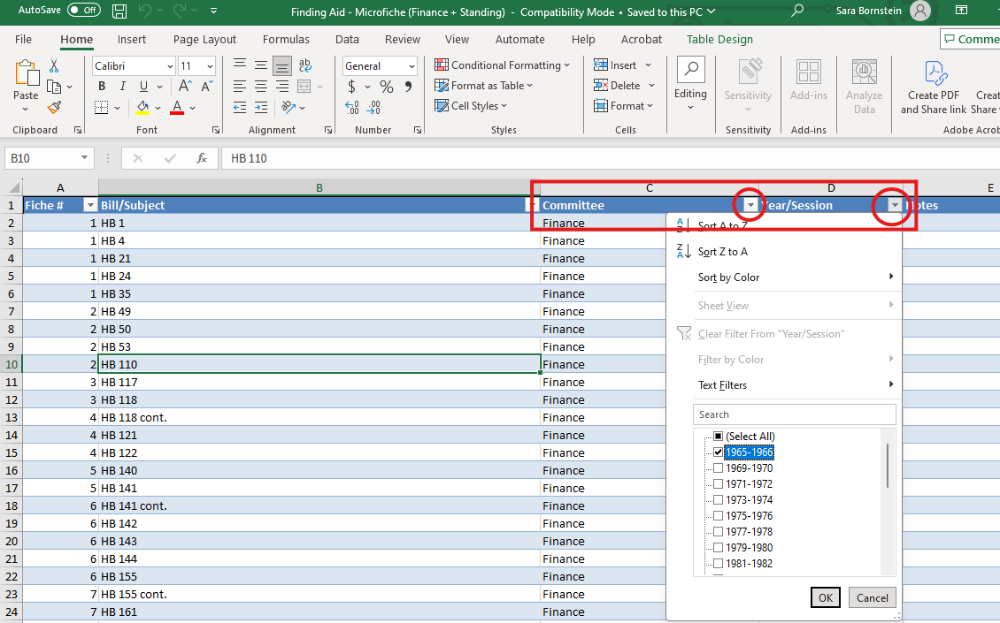 AutoSave Off Finding Aid - Microfiche (Finance + Standing) - Compatibility Mode • Saved to this PC Sara Bornstein
File Home Insert Page Layout Formulas Data Review View Automate Help Acrobat Table Design Comme
Paste
Calibri 11
B I U A A
A
ab
General
$ % 9
Conditional Formatting
Format as Table
Cell Styles
Insert
Delete
Format
Editing
Sensitivity
Add-ins
Analyze
Data
Create PDF
and Share link
Creat
Share
Clipboard Font Alignment Number Styles Cells Sensitivity Add-ins Adobe Acrob
B10 fx HB 110
A B C D E
1 Fiche # Bill/Subject Committee Year/Session Notes
2 1 HB 1 Finance
3 1 HB 4 Finance
4 1 HB 21 Finance
5 1 HB 24 Finance
6 1 HB 35 Finance
7 2 HB 49 Finance
8 2 HB 50 Finance
9 2 HB 53 Finance
10 2 HB 110 Finance
11 3 HB 117 Finance
12 3 HB 118 Finance
13 4 HB 118 cont. Finance
14 4 HB 121 Finance
15 4 HB 122 Finance
16 5 HB 140 Finance
17 5 HB 141 Finance
18 6 HB 141 cont. Finance
19 6 HB 142 Finance
20 6 HB 143 Finance
21 6 HB 144 Finance
22 6 HB 155 Finance
23 7 HB 155 cont. Finance
24 7 HB 161 Finance
Sort A to Z
Sort Z to A
Sort by Color
Sheet View
Clear Filter From "Year/Session"
Filter by Color
Text Filters
Search
(Select All)
1965-1966
1969-1970
1971-1972
1973-1974
1975-1976
1977-1978
1979-1980
1981-1982
OK Cancel